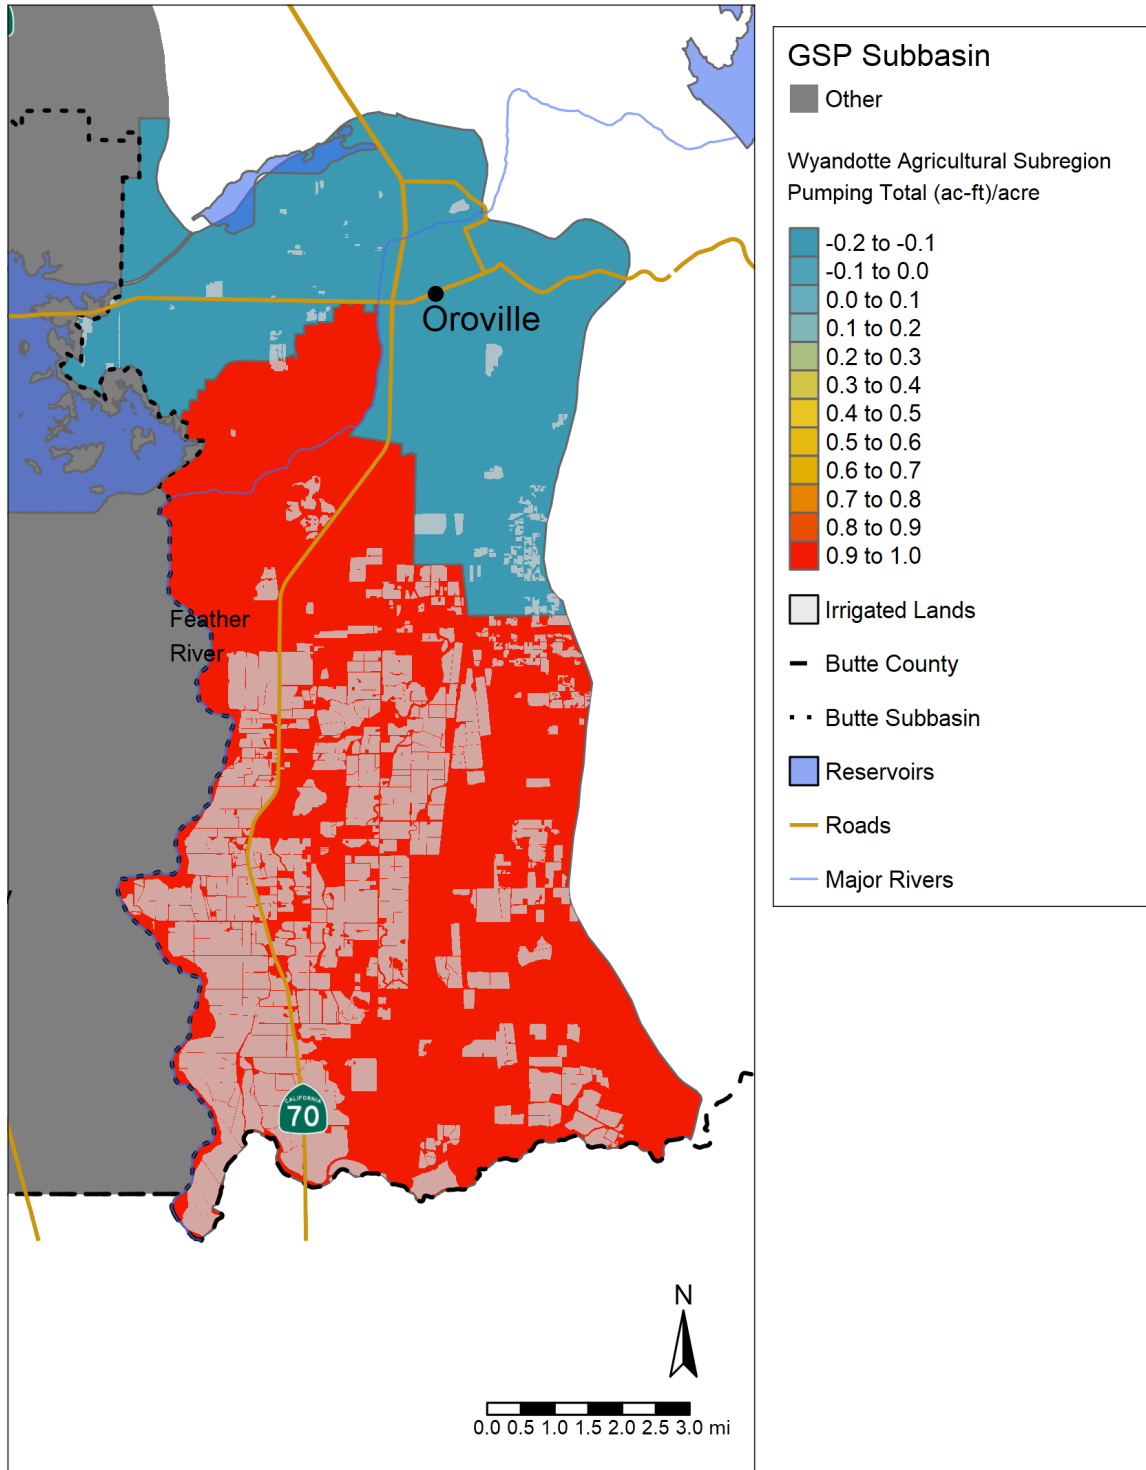 GSP Subbasin
Other
Wyandotte Agricultural Subregion
Pumping Total (ac-ft)/acre
-0.2 to -0.1
-0.1 to 0.0
0.0 to 0.1
0.1 to 0.2
0.2 to 0.3
0.3 to 0.4
0.4 to 0.5
0.5 to 0.6
0.6 to 0.7
0.7 to 0.8
0.8 to 0.9
0.9 to 1.0
Irrigated Lands
Butte County
Butte Subbasin
Reservoirs
Roads
Major Rivers
Oroville
Feather
River
CALIFORNIA
70
N
0.0 0.5 1.0 1.5 2.0 2.5 3.0 mi